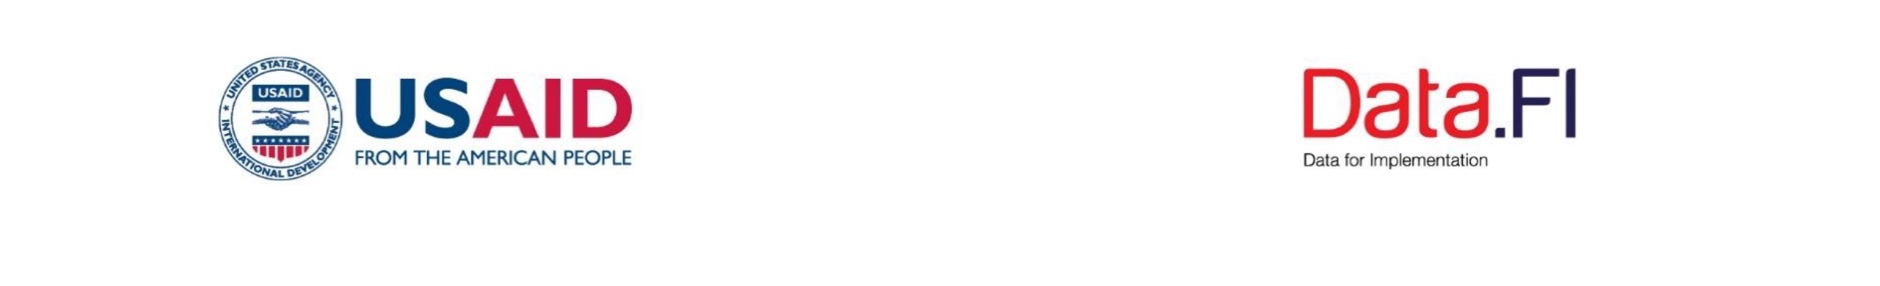 UNITED STATES AGENCY
USAID
INTERNATIONAL DEVELOPMENT
USAID
FROM THE AMERICAN PEOPLE
Data.FI
Data for Implementation